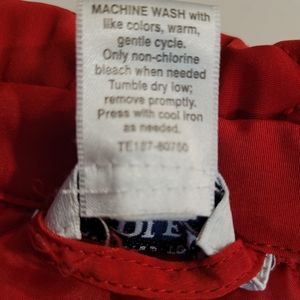 MACHINE WASH with
like colors, warm,
gentle cycle.
Only non-chlorine
bleach when needed
Tumble dry low;
remove promptly.
Press with cool iron
as needed.
TE187-80750